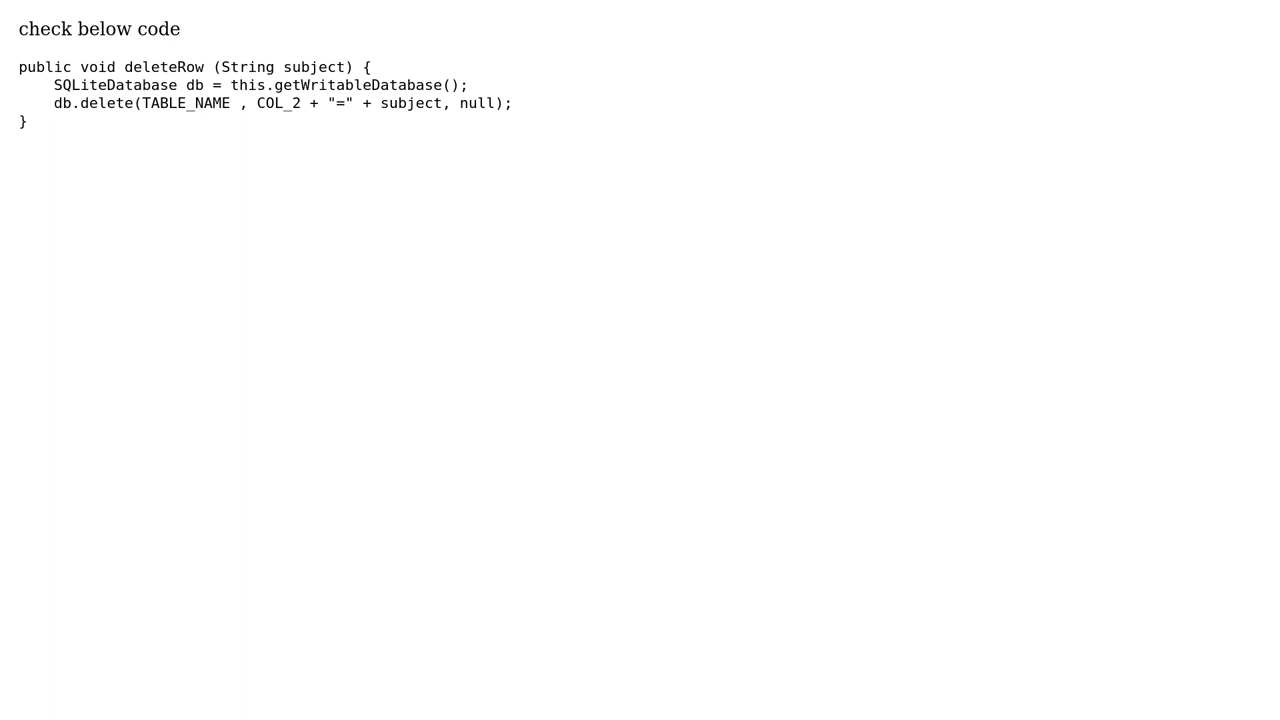 check below code
public void deleteRow (String subject) {
    SQLiteDatabase db = this.getWritableDatabase();
    db.delete(TABLE_NAME , COL_2 + "=" + subject, null);
}